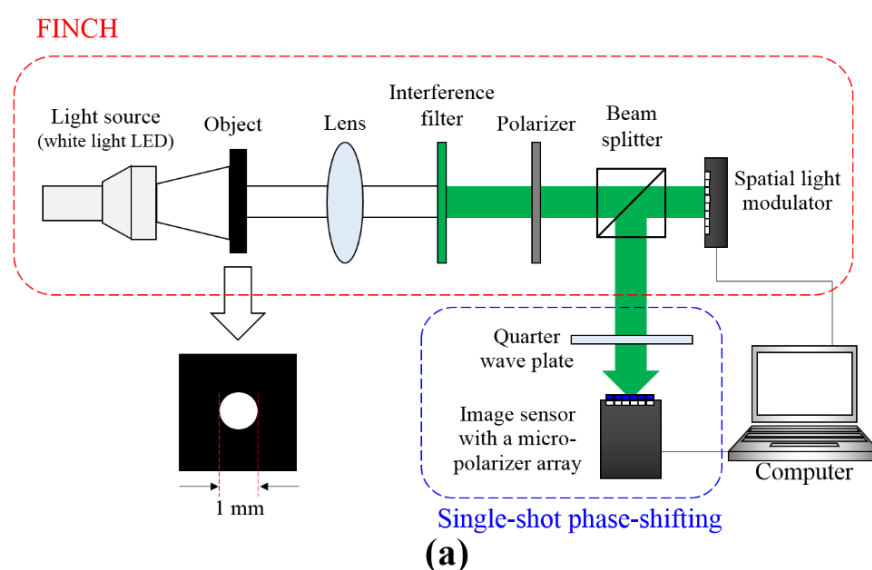 FINCH
Light source
(white light LED)
Object
Lens
Interference
filter
Polarizer
Beam
splitter
Spatial light
modulator
Quarter
wave plate
Image sensor
with a micro-
polarizer array
Computer
1 mm
Single-shot phase-shifting
(a)